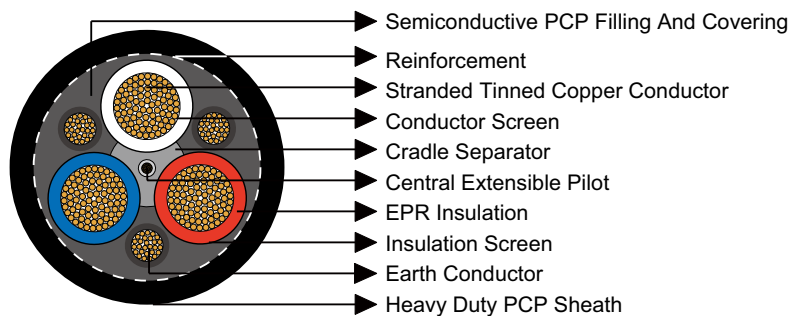 Semiconductive PCP Filling And Covering
Reinforcement
Stranded Tinned Copper Conductor
Conductor Screen
Cradle Separator
Central Extensible Pilot
EPR Insulation
Insulation Screen
Earth Conductor
Heavy Duty PCP Sheath